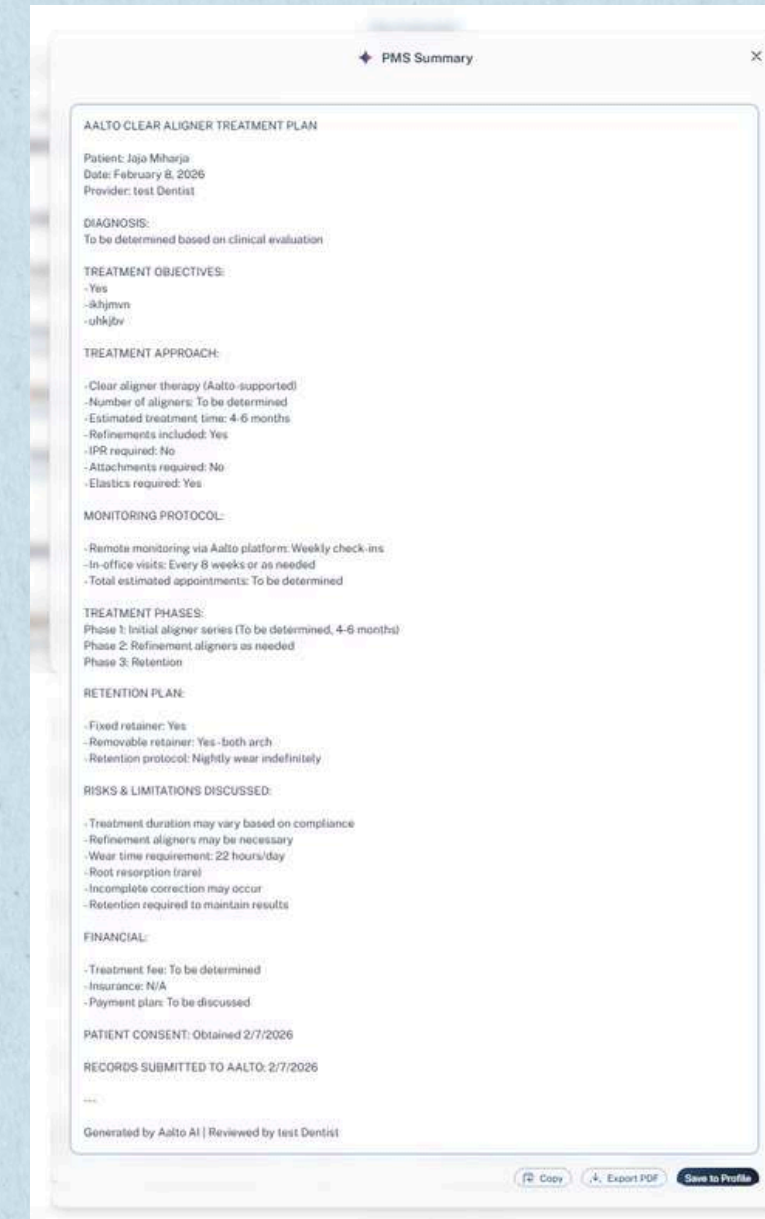 PMS Summary
AALTO CLEAR ALIGNER TREATMENT PLAN
Patient: Jaja Miharja
Date: February 8, 2026
Provider: test Dentist
DIAGNOSIS:
To be determined based on clinical evaluation
TREATMENT OBJECTIVES:
- Yes
- ikhjmvn
- uhkjbv
TREATMENT APPROACH:
- Clear aligner therapy (Aalto-supported)
- Number of aligners: To be determined
- Estimated treatment time: 4-6 months
- Refinements included: Yes
- IPR required: No
- Attachments required: No
- Elastics required: Yes
MONITORING PROTOCOL:
- Remote monitoring via Aalto platform: Weekly check-ins
- In-office visits: Every 8 weeks or as needed
- Total estimated appointments: To be determined
TREATMENT PHASES:
Phase 1: Initial aligner series (To be determined, 4-6 months)
Phase 2: Refinement aligners as needed
Phase 3: Retention
RETENTION PLAN:
- Fixed retainer: Yes
- Removable retainer: Yes - both arch
- Retention protocol: Nightly wear indefinitely
RISKS & LIMITATIONS DISCUSSED:
- Treatment duration may vary based on compliance
- Refinement aligners may be necessary
- Wear time requirement: 22 hours/day
- Root resorption (rare)
- Incomplete correction may occur
- Retention required to maintain results
FINANCIAL:
- Treatment fee: To be determined
- Insurance: N/A
- Payment plan: To be discussed
PATIENT CONSENT: Obtained 2/7/2026
RECORDS SUBMITTED TO AALTO: 2/7/2026
---
Generated by Aalto AI | Reviewed by test Dentist
Copy Export PDF Save to Profile